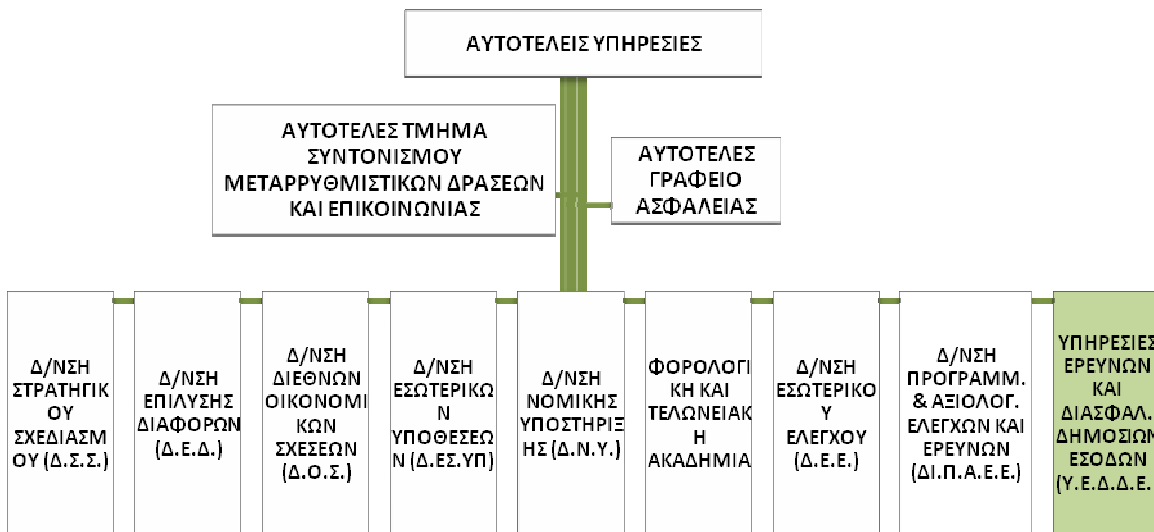 ΑΥΤΟΤΕΛΕΙΣ ΥΠΗΡΕΣΙΕΣ
ΑΥΤΟΤΕΛΕΣ ΤΜΗΜΑ
ΣΥΝΤΟΝΙΣΜΟΥ
ΜΕΤΑΡΡΥΘΜΙΣΤΙΚΩΝ ΔΡΑΣΕΩΝ
ΚΑΙ ΕΠΙΚΟΙΝΩΝΙΑΣ
ΑΥΤΟΤΕΛΕΣ
ΓΡΑΦΕΙΟ
ΑΣΦΑΛΕΙΑΣ
Δ/ΝΣΗ
ΣΤΡΑΤΗΓΙΚ
ΟΥ
ΣΧΕΔΙΑΣΜ
ΟΥ (Δ.Σ.Σ.)
Δ/ΝΣΗ
ΕΠΙΛΥΣΗΣ
ΔΙΑΦΟΡΩΝ
(Δ.Ε.Δ.)
Δ/ΝΣΗ
ΔΙΕΘΝΩΝ
ΟΙΚΟΝΟΜΙ
ΚΩΝ
ΣΧΕΣΕΩΝ
(Δ.Ο.Σ.)
Δ/ΝΣΗ
ΕΣΩΤΕΡΙΚΩ
Ν
ΥΠΟΘΕΣΕΩ
Ν (Δ.ΕΣ.ΥΠ)
Δ/ΝΣΗ
ΝΟΜΙΚΗΣ
ΥΠΟΣΤΗΡΙΞ
ΗΣ (Δ.Ν.Υ.)
ΦΟΡΟΛΟΓΙ
ΚΗ ΚΑΙ
ΤΕΛΩΝΕΙΑΚ
Η
ΑΚΑΔΗΜΙΑ
Δ/ΝΣΗ
ΕΣΩΤΕΡΙΚΟ
Υ
ΕΛΕΓΧΟΥ
(Δ.Ε.Ε.)
Δ/ΝΣΗ
ΠΡΟΓΡΑΜΜ.
& ΑΞΙΟΛΟΓ.
ΕΛΕΓΧΩΝ ΚΑΙ
ΕΡΕΥΝΩΝ
(ΔΙ.Π.Α.Ε.Ε.)
ΥΠΗΡΕΣΙΕΣ
ΕΡΕΥΝΩΝ
ΚΑΙ
ΔΙΑΣΦΑΛ.
ΔΗΜΟΣΙΩΝ
ΕΣΟΔΩΝ
(Υ.Ε.Δ.Δ.Ε.